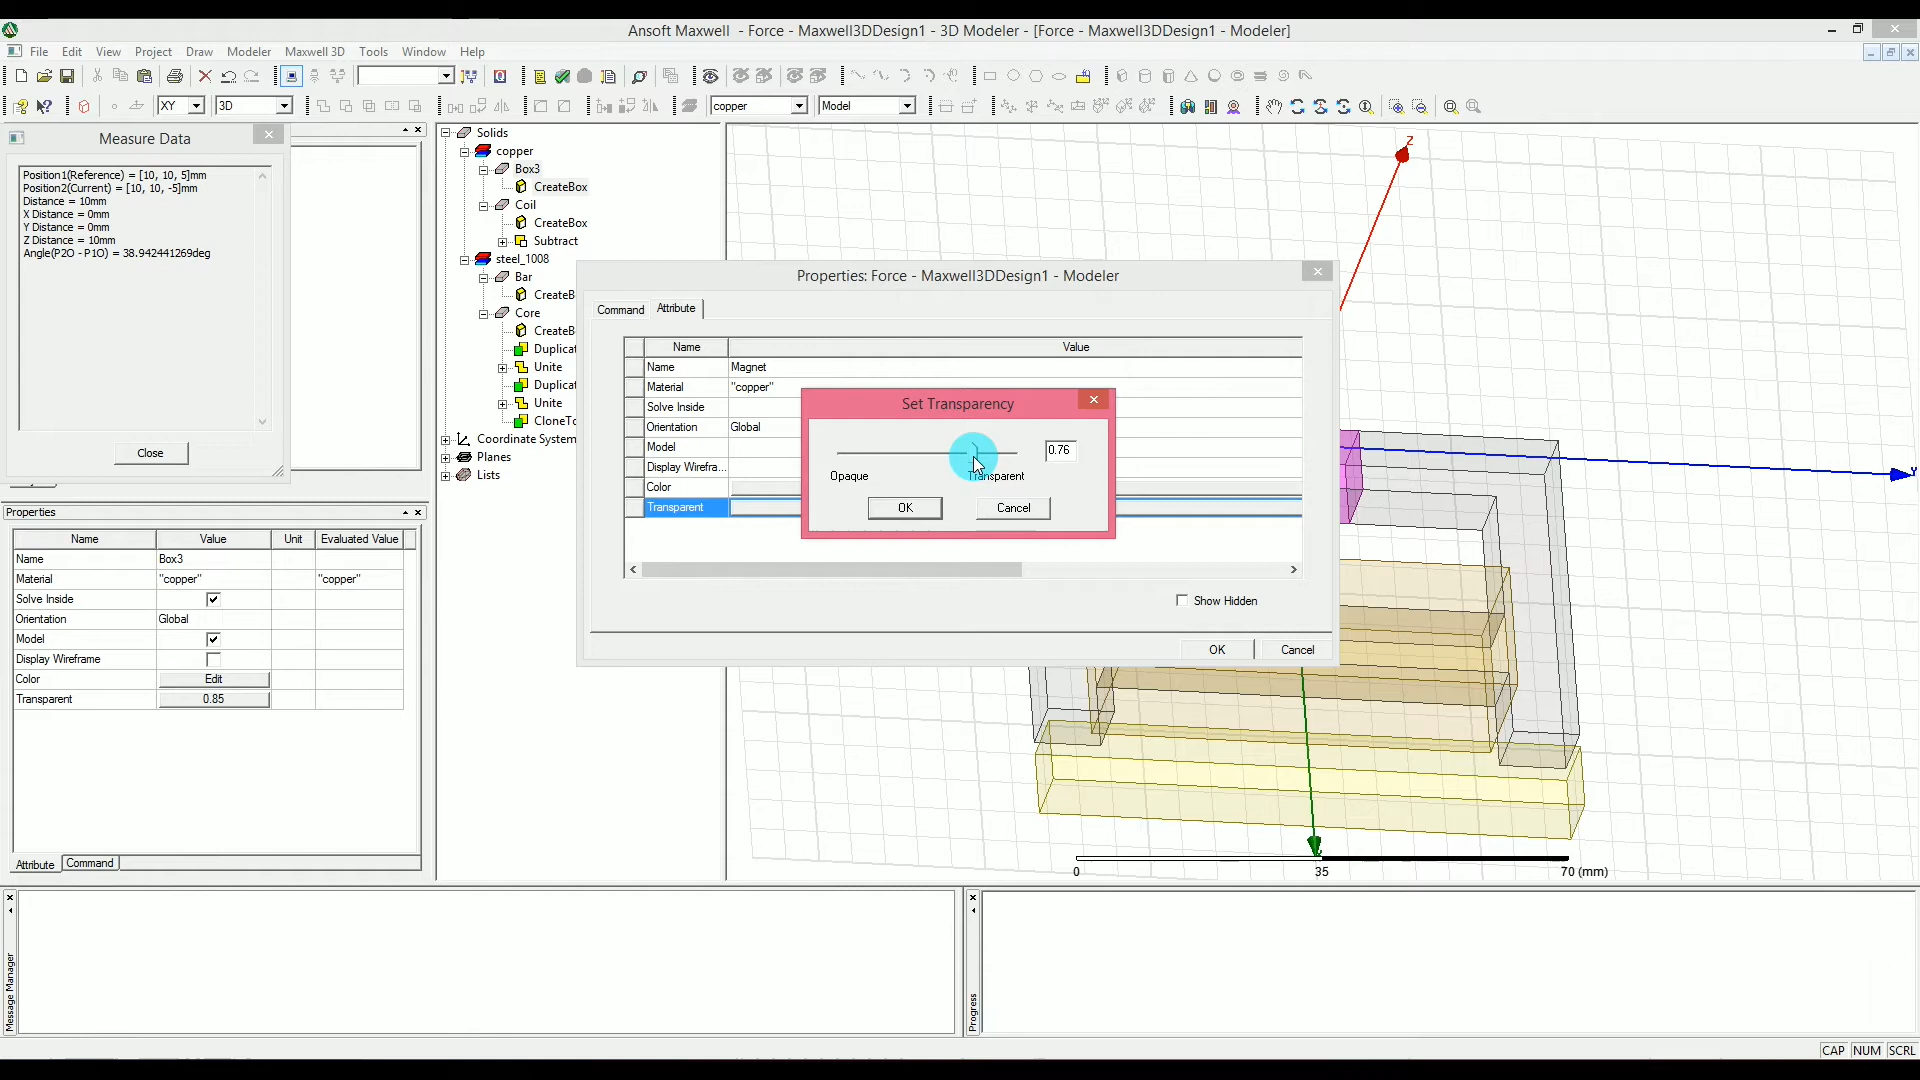 Ansoft Maxwell - Force - Maxwell3DDesign1 - 3D Modeler - [Force - Maxwell3DDesign1 - Modeler]
File Edit View Project Draw Modeler Maxwell 3D Tools Window Help
XY 3D copper Model
Measure Data
Position1(Reference) = [10, 10, 5]mm
Position2(Current) = [10, 10, -5]mm
Distance = 10mm
X Distance = 0mm
Y Distance = 0mm
Z Distance = 10mm
Angle(P2O - P1O) = 38.942441269deg
Close
Solids
copper
Box3
CreateBox
Coil
CreateBox
Subtract
steel_1008
Bar
CreateB
Core
CreateB
Duplicat
Unite
Duplicat
Unite
CloneTo
Coordinate System
Planes
Lists
Properties: Force - Maxwell3DDesign1 - Modeler
Command Attribute
Name Value
Name Magnet
Material "copper"
Solve Inside
Orientation Global
Model
Display Wirefra...
Color
Transparent
Show Hidden
OK Cancel
Set Transparency
0.76
Opaque Transparent
OK Cancel
Properties
Name Value Unit Evaluated Value
Name Box3
Material "copper" "copper"
Solve Inside
Orientation Global
Model
Display Wireframe
Color Edit
Transparent 0.85
Attribute Command
Z
Y
0 35 70 (mm)
Message Manager
Progress
CAP NUM SCRL